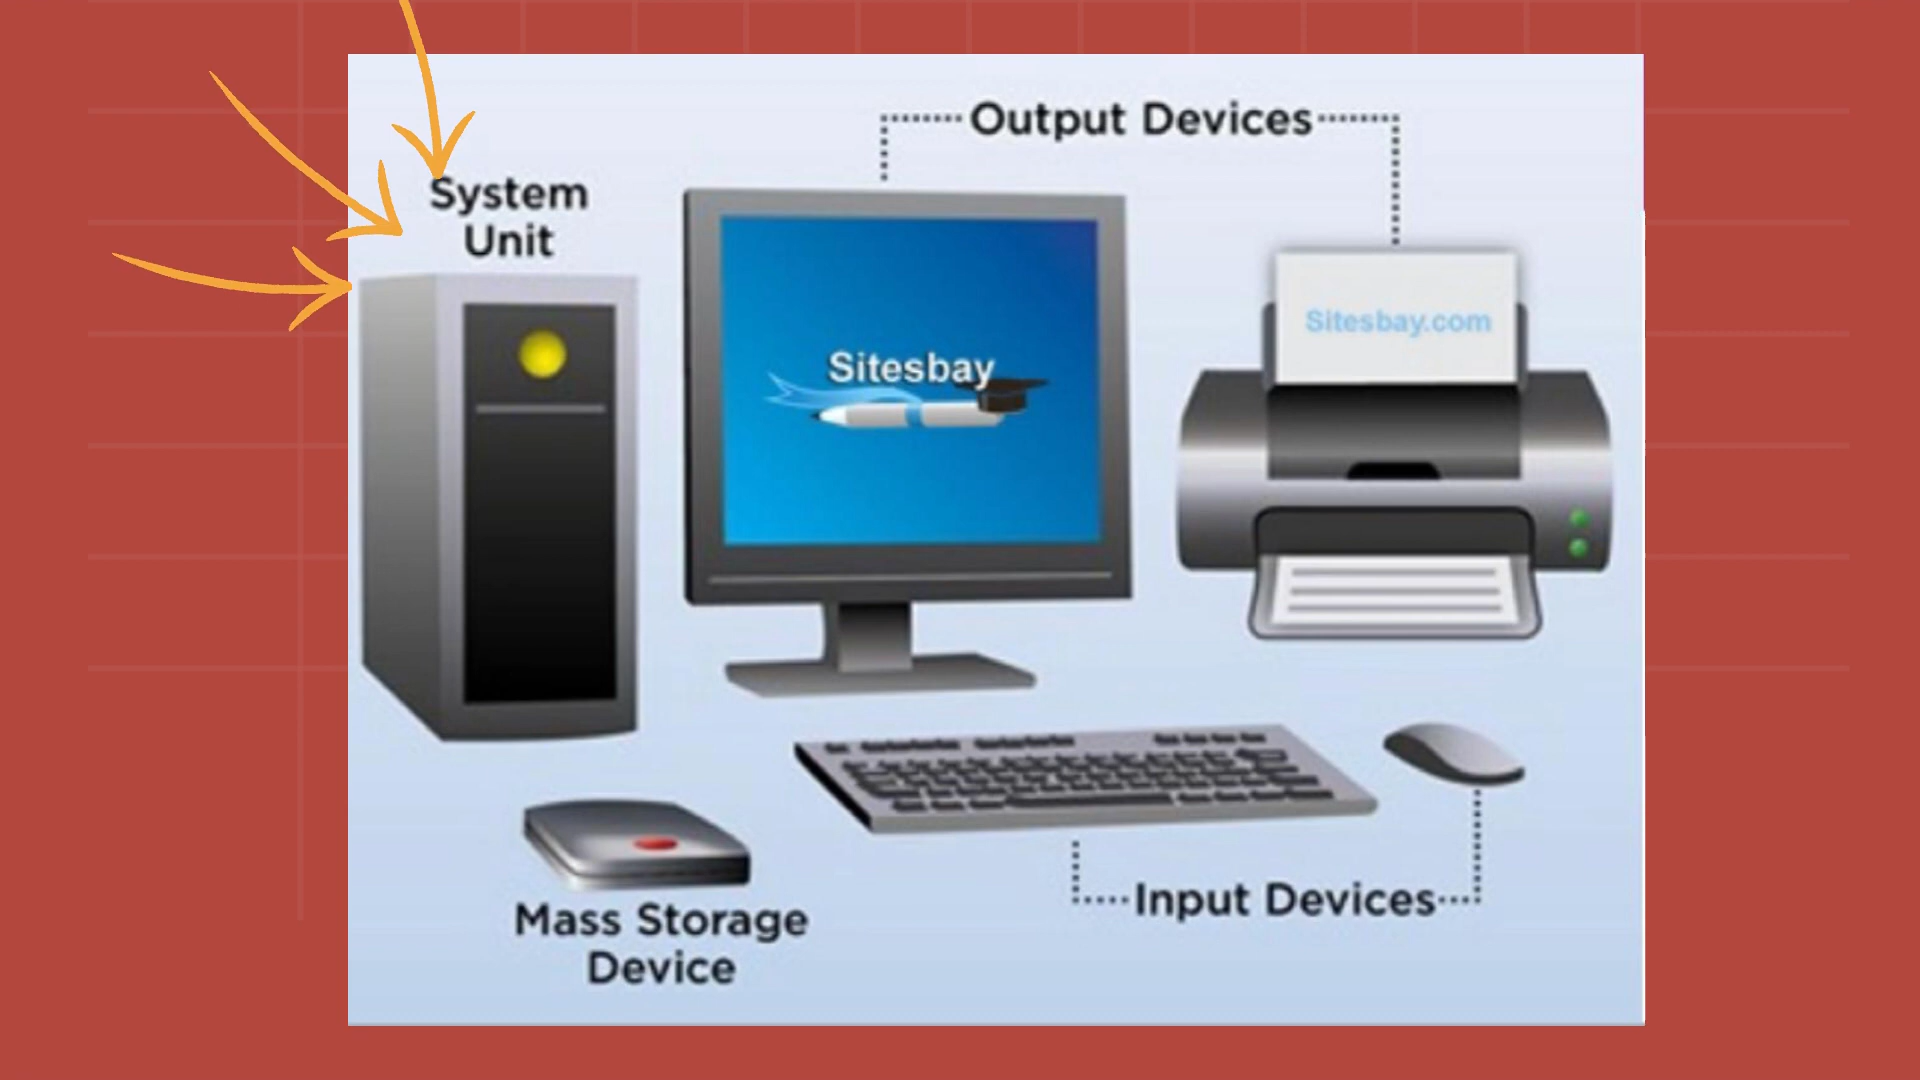 Output Devices
System
Unit
Sitesbay
Sitesbay.com
Input Devices
Mass Storage
Device